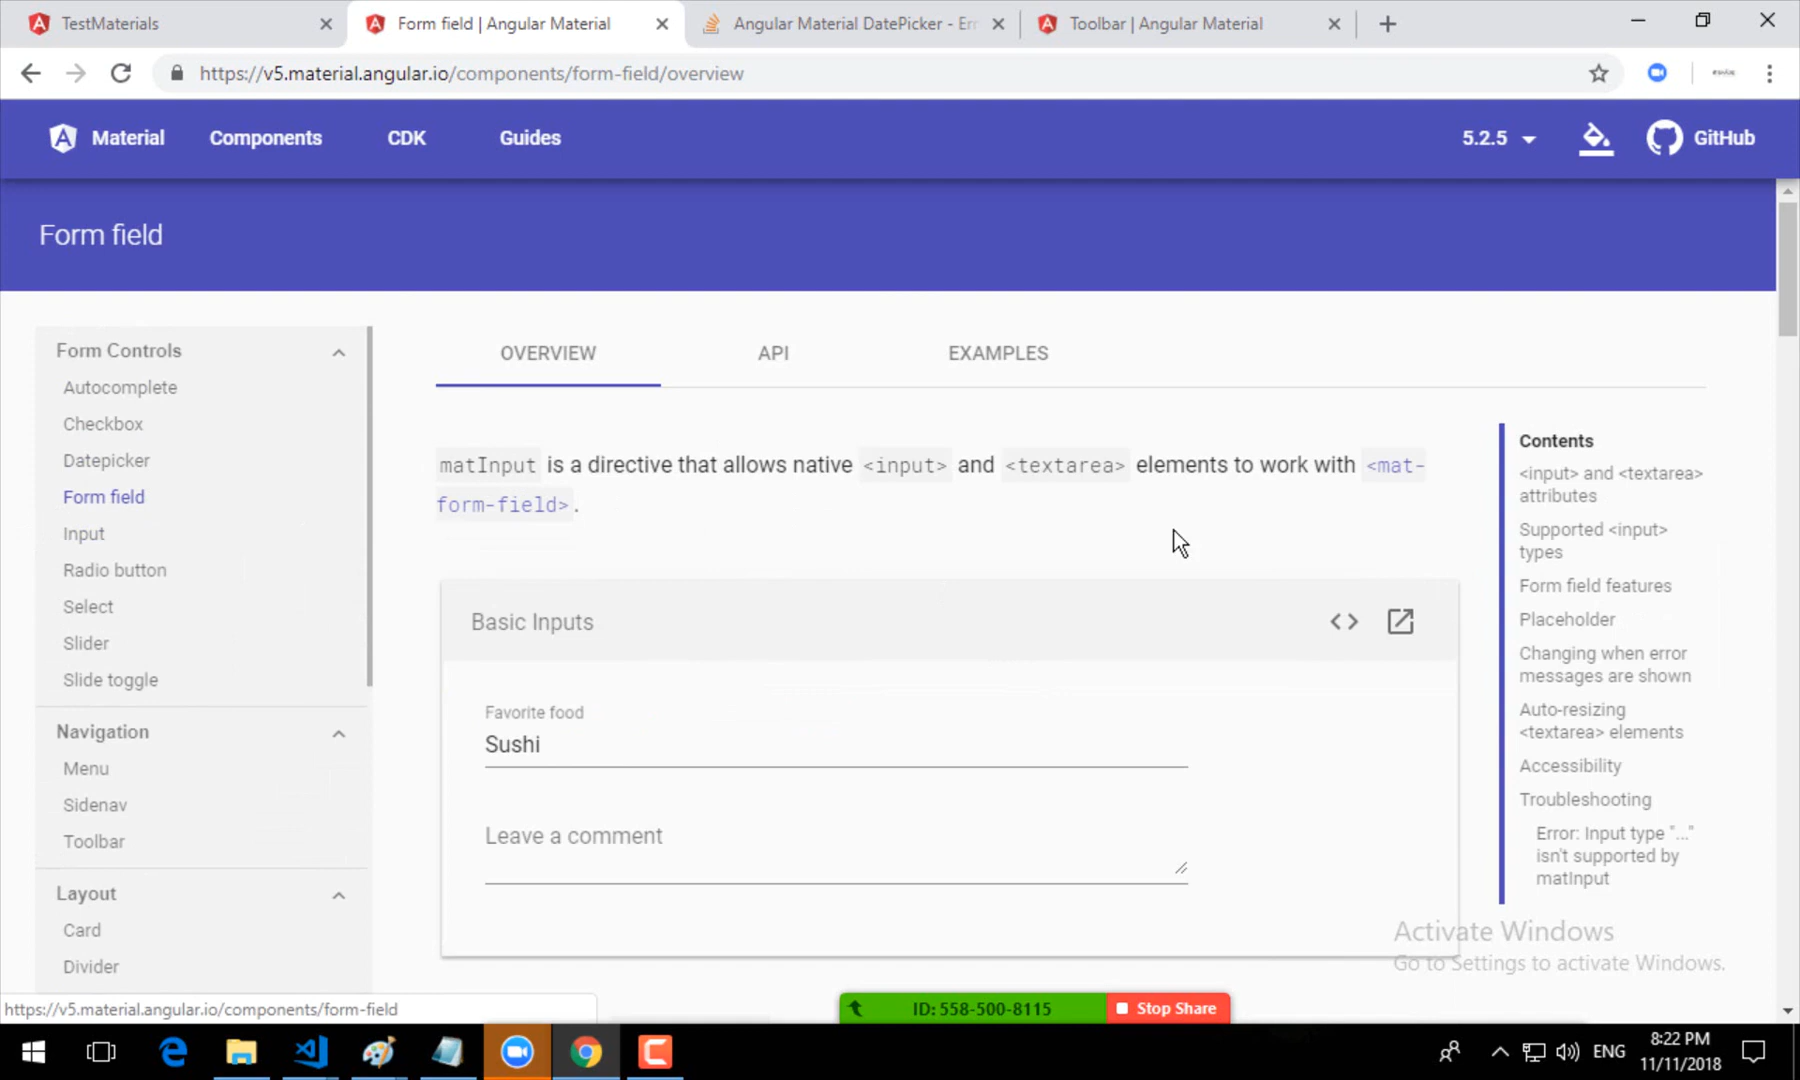 TestMaterials
Form field | Angular Material
Angular Material DatePicker - Err
Toolbar | Angular Material
https://v5.material.angular.io/components/form-field/overview
Material
Components
CDK
Guides
5.2.5
GitHub
Form field
Form Controls
Autocomplete
Checkbox
Datepicker
Form field
Input
Radio button
Select
Slider
Slide toggle
Navigation
Menu
Sidenav
Toolbar
Layout
Card
Divider
OVERVIEW
API
EXAMPLES
matInput is a directive that allows native <input> and <textarea> elements to work with <mat-
form-field>.
Basic Inputs
Favorite food
Sushi
Leave a comment
Contents
<input> and <textarea>
attributes
Supported <input>
types
Form field features
Placeholder
Changing when error
messages are shown
Auto-resizing
<textarea> elements
Accessibility
Troubleshooting
Error: Input type "..."
isn't supported by
matInput
Activate Windows
Go to Settings to activate Windows.
https://v5.material.angular.io/components/form-field
ID: 558-500-8115
Stop Share
ENG
8:22 PM
11/11/2018